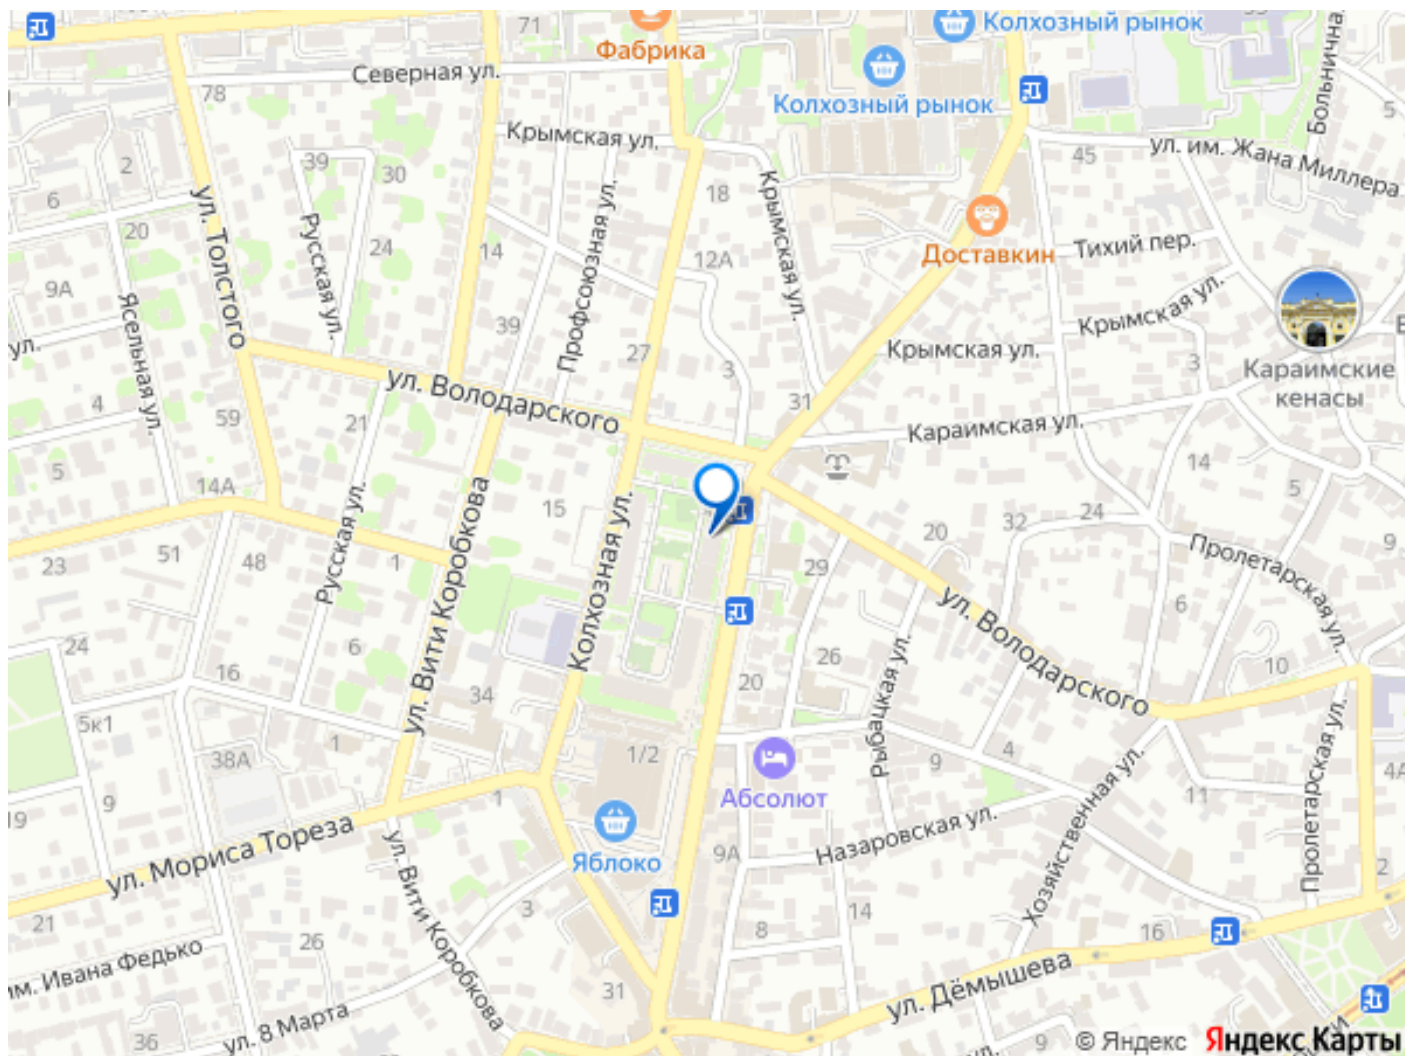 71
Фабрика
Колхозный рынок
Северная ул.
78
Колхозный рынок
Больнична
5
Крымская ул.
45
ул. им. Жана Миллера
39
2
30
18
6
ул. Толстого
Русская ул.
Профсоюзная ул.
Крымская ул.
20
24
14
12А
Доставкин
Тихий пер.
9А
Ясельная ул.
39
Крымская ул.
ул.
27
3
Крымская ул.
3
Караимские
кенасы
ул. Володарского
4
59
21
31
Караимская ул.
5
14А
Русская ул.
ул. Вити Коробкова
15
Колхозная ул.
14
5
20
32
24
9
23
51
48
1
29
Пролетарская ул.
ул. Володарского
6
24
6
26
Рыбацкая ул.
10
16
34
20
5к1
1
38А
1/2
9
4
Хозяйственная ул.
Пролетарская ул.
4А
11
9
1
Абсолют
19
ул. Мориса Тореза
Назаровская ул.
Яблоко
9А
2
ул. Вити Коробкова
21
3
14
26
8
16
им. Ивана Федько
31
ул. Дёмышева
36
ул. 8 Марта
9
© Яндекс Яндекс Карты